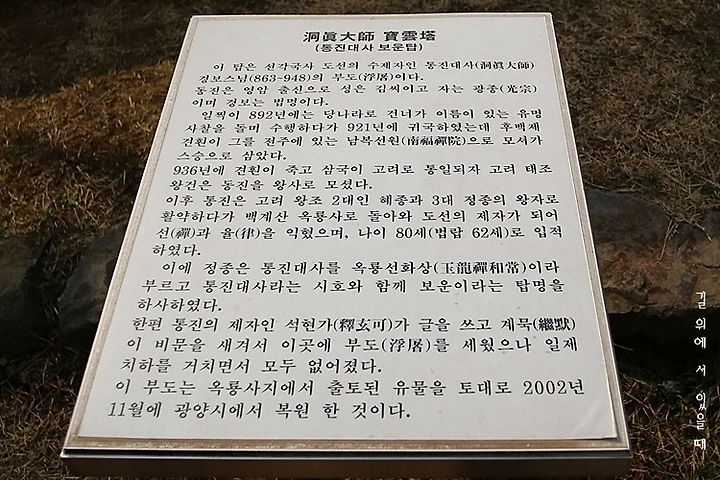 洞眞大師 寶雲塔
(통진대사 보운탑)
이 탑은 선각국사 도선의 수제자인 통진대사(洞眞大師)
경보스님(863-948)의 부도(浮屠)이다.
통진은 영암 출신으로 성은 김씨이고 자는 광종(光宗)
이며 경보는 법명이다.
일찍이 892년에는 당나라로 건너가 이름이 있는 유명
사찰을 돌며 수행하다가 921년에 귀국하였는데 후백제
견훤이 그를 전주에 있는 남복선원(南福禪院)으로 모셔가
스승으로 삼았다.
936년에 견훤이 죽고 삼국이 고려로 통일되자 고려 태조
왕건은 통진을 왕사로 모셨다.
이후 통진은 고려 왕조 2대인 혜종과 3대 정종의 왕자로
활약하다가 백계산 옥룡사로 돌아와 도선의 제자가 되어
선(禪)과 율(律)을 익혔으며, 나이 80세(법랍 62세)로 입적
하였다.
이에 정종은 통진대사를 옥룡선화상(玉龍禪和常)이라
부르고 통진대사라는 시호와 함께 보운이라는 탑명을
하사하였다.
한편 통진의 제자인 석현가(釋玄可)가 글을 쓰고 계묵(繼默)
이 비문을 새겨서 이곳에 부도(浮屠)를 세웠으나 일제
치하를 거치면서 모두 없어졌다.
이 부도는 옥룡사지에서 출토된 유물을 토대로 2002년
11월에 광양시에서 복원 한 것이다.
길 위에 서 있을 때